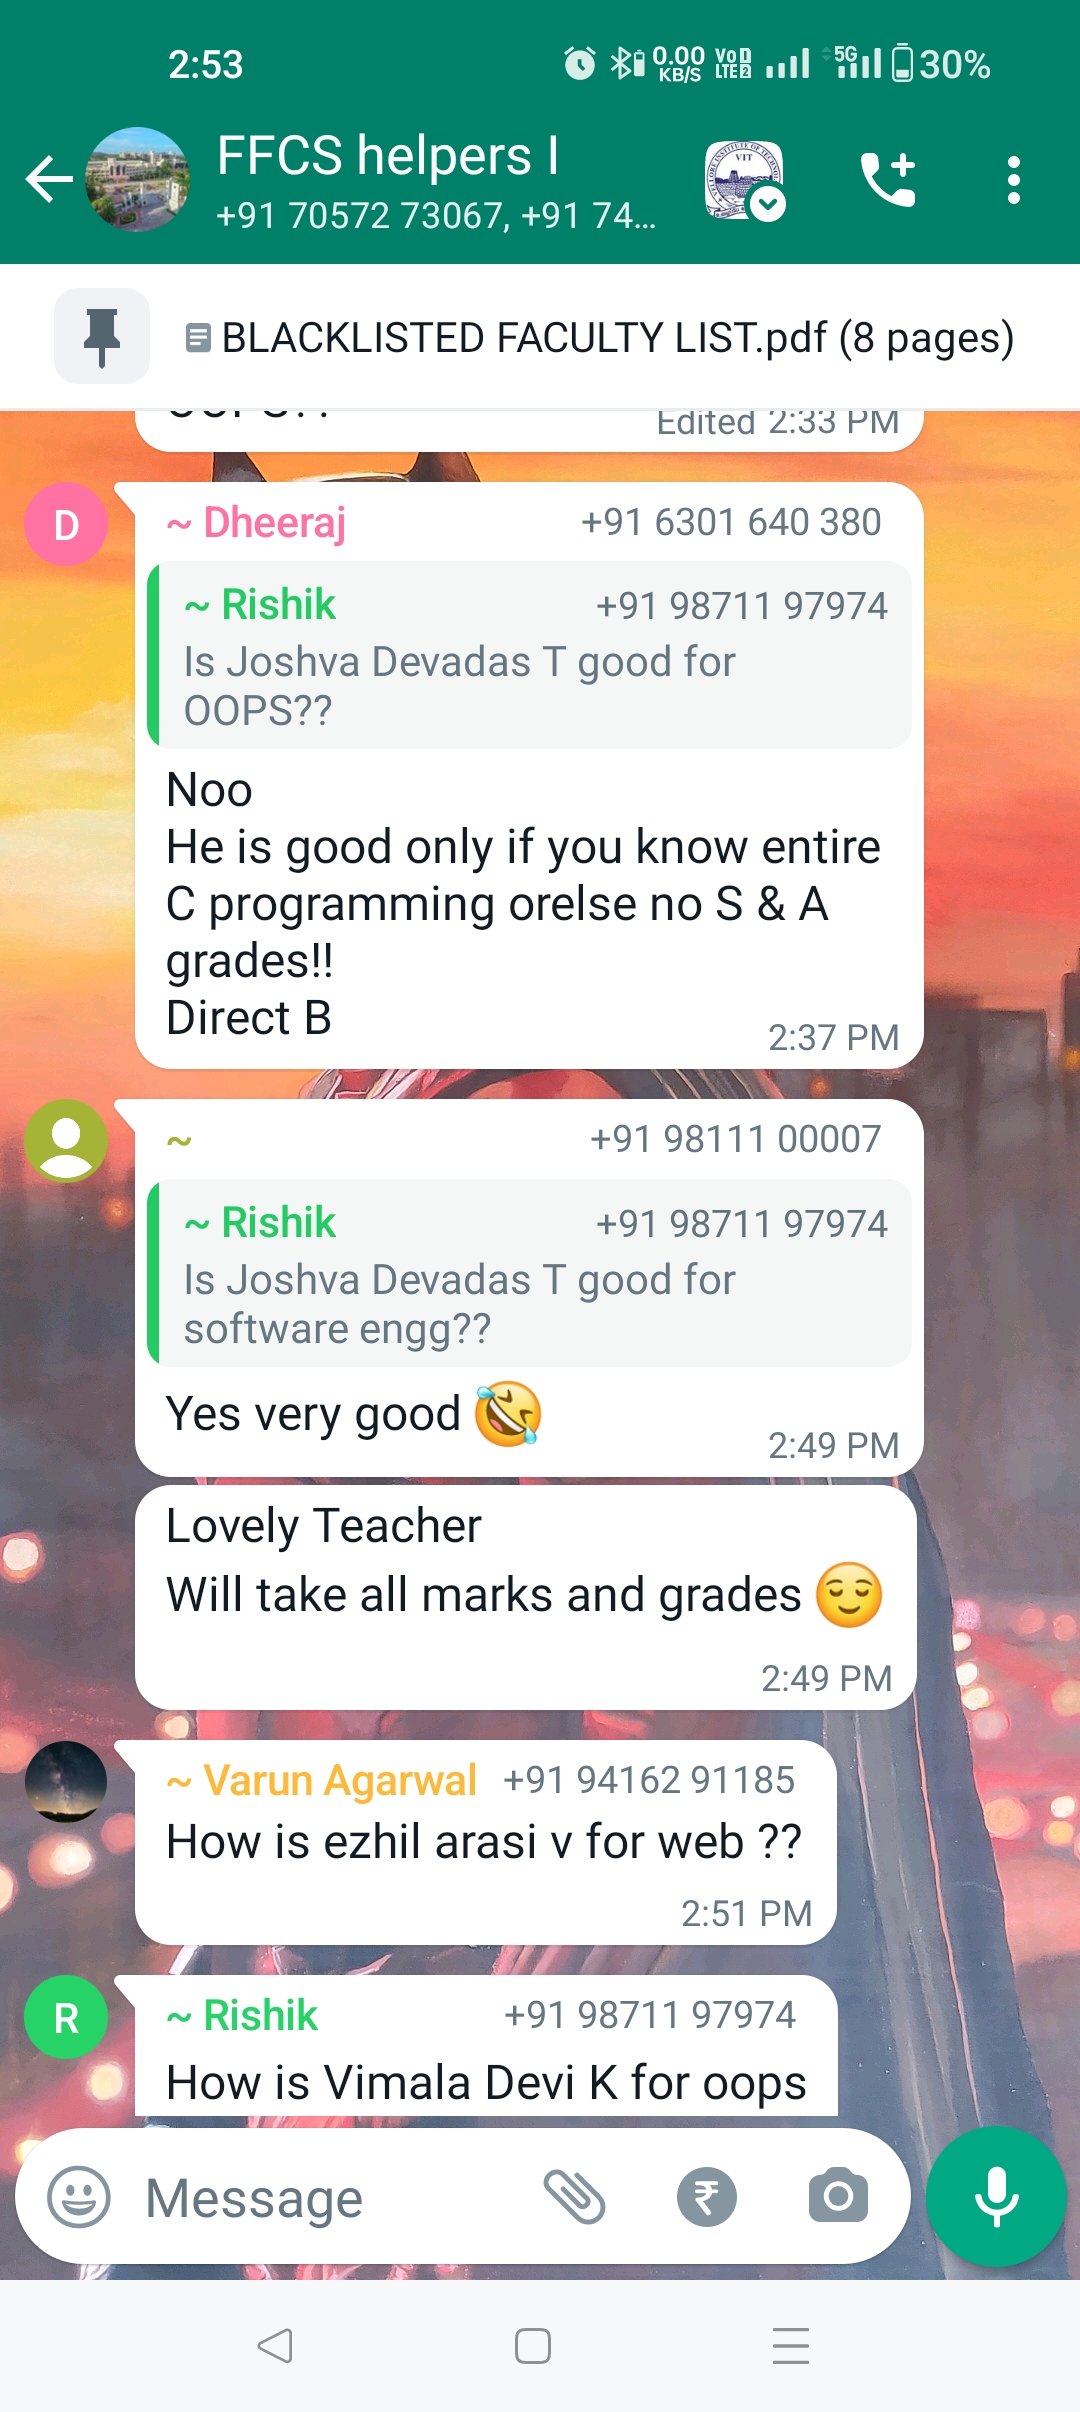 2:53
0.00 KB/S VoD LTE 2 5G 30%
FFCS helpers I
VIT
+91 70572 73067, +91 74...
BLACKLISTED FACULTY LIST.pdf (8 pages)
Edited 2:33 PM
D
~ Dheeraj +91 6301 640 380
~ Rishik +91 98711 97974
Is Joshva Devadas T good for
OOPS??
Noo
He is good only if you know entire
C programming orelse no S & A
grades!!
Direct B
2:37 PM
~ +91 98111 00007
~ Rishik +91 98711 97974
Is Joshva Devadas T good for
software engg??
Yes very good 🤣
2:49 PM
Lovely Teacher
Will take all marks and grades 😌
2:49 PM
~ Varun Agarwal +91 94162 91185
How is ezhil arasi v for web ??
2:51 PM
R
~ Rishik +91 98711 97974
How is Vimala Devi K for oops
Message
₹